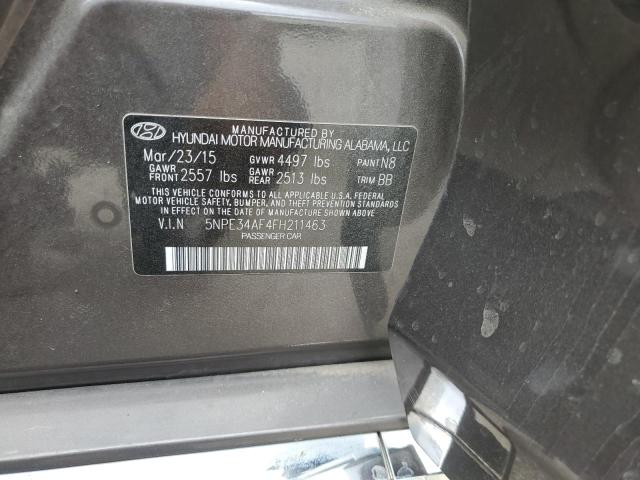 MANUFACTURED BY
HYUNDAI MOTOR MANUFACTURING ALABAMA, LLC
Mar/23/15 GVWR 4497 lbs PAINT N8
GAWR FRONT 2557 lbs GAWR REAR 2513 lbs TRIM BB
THIS VEHICLE CONFORMS TO ALL APPLICABLE U.S.A. FEDERAL
MOTOR VEHICLE SAFETY, BUMPER, AND THEFT PREVENTION STANDARDS
IN EFFECT ON THE DATE OF MANUFACTURE SHOWN ABOVE.
V.I.N 5NPE34AF4FH211463
PASSENGER CAR